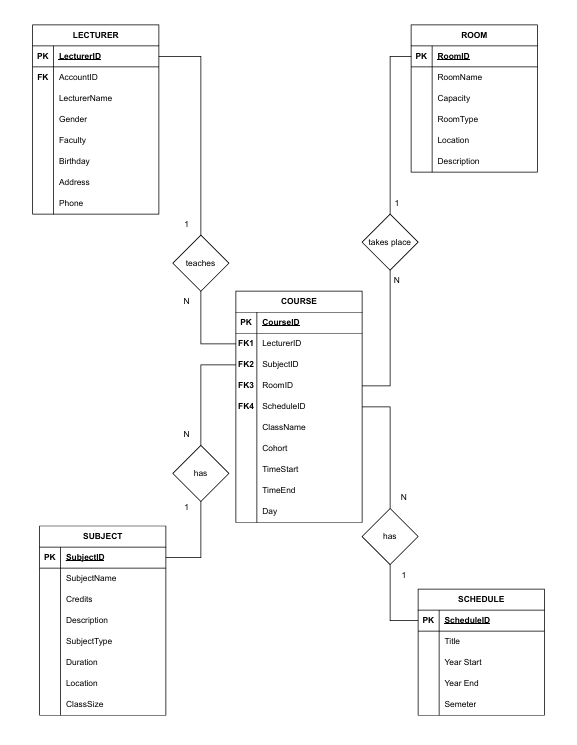 LECTURER
PK LecturerID
FK AccountID
LecturerName
Gender
Faculty
Birthday
Address
Phone
ROOM
PK RoomID
RoomName
Capacity
RoomType
Location
Description
1
teaches
N
1
takes place
N
COURSE
PK CourseID
FK1 LecturerID
FK2 SubjectID
FK3 RoomID
FK4 ScheduleID
ClassName
Cohort
TimeStart
TimeEnd
Day
N
has
1
N
has
1
SUBJECT
PK SubjectID
SubjectName
Credits
Description
SubjectType
Duration
Location
ClassSize
SCHEDULE
PK ScheduleID
Title
Year Start
Year End
Semeter